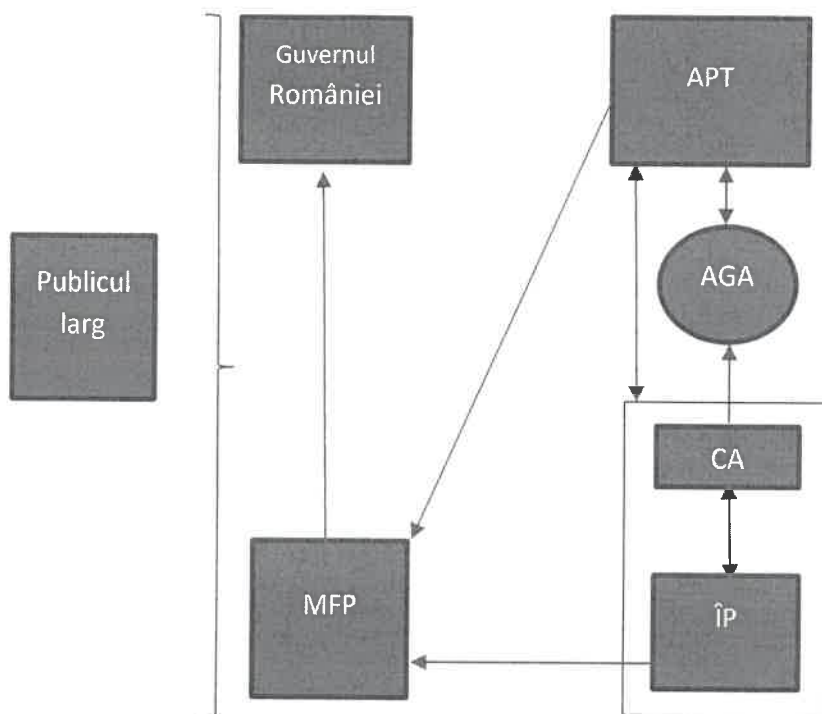 Guvernul
României
APT
Publicul
larg
AGA
CA
MFP
ÎP